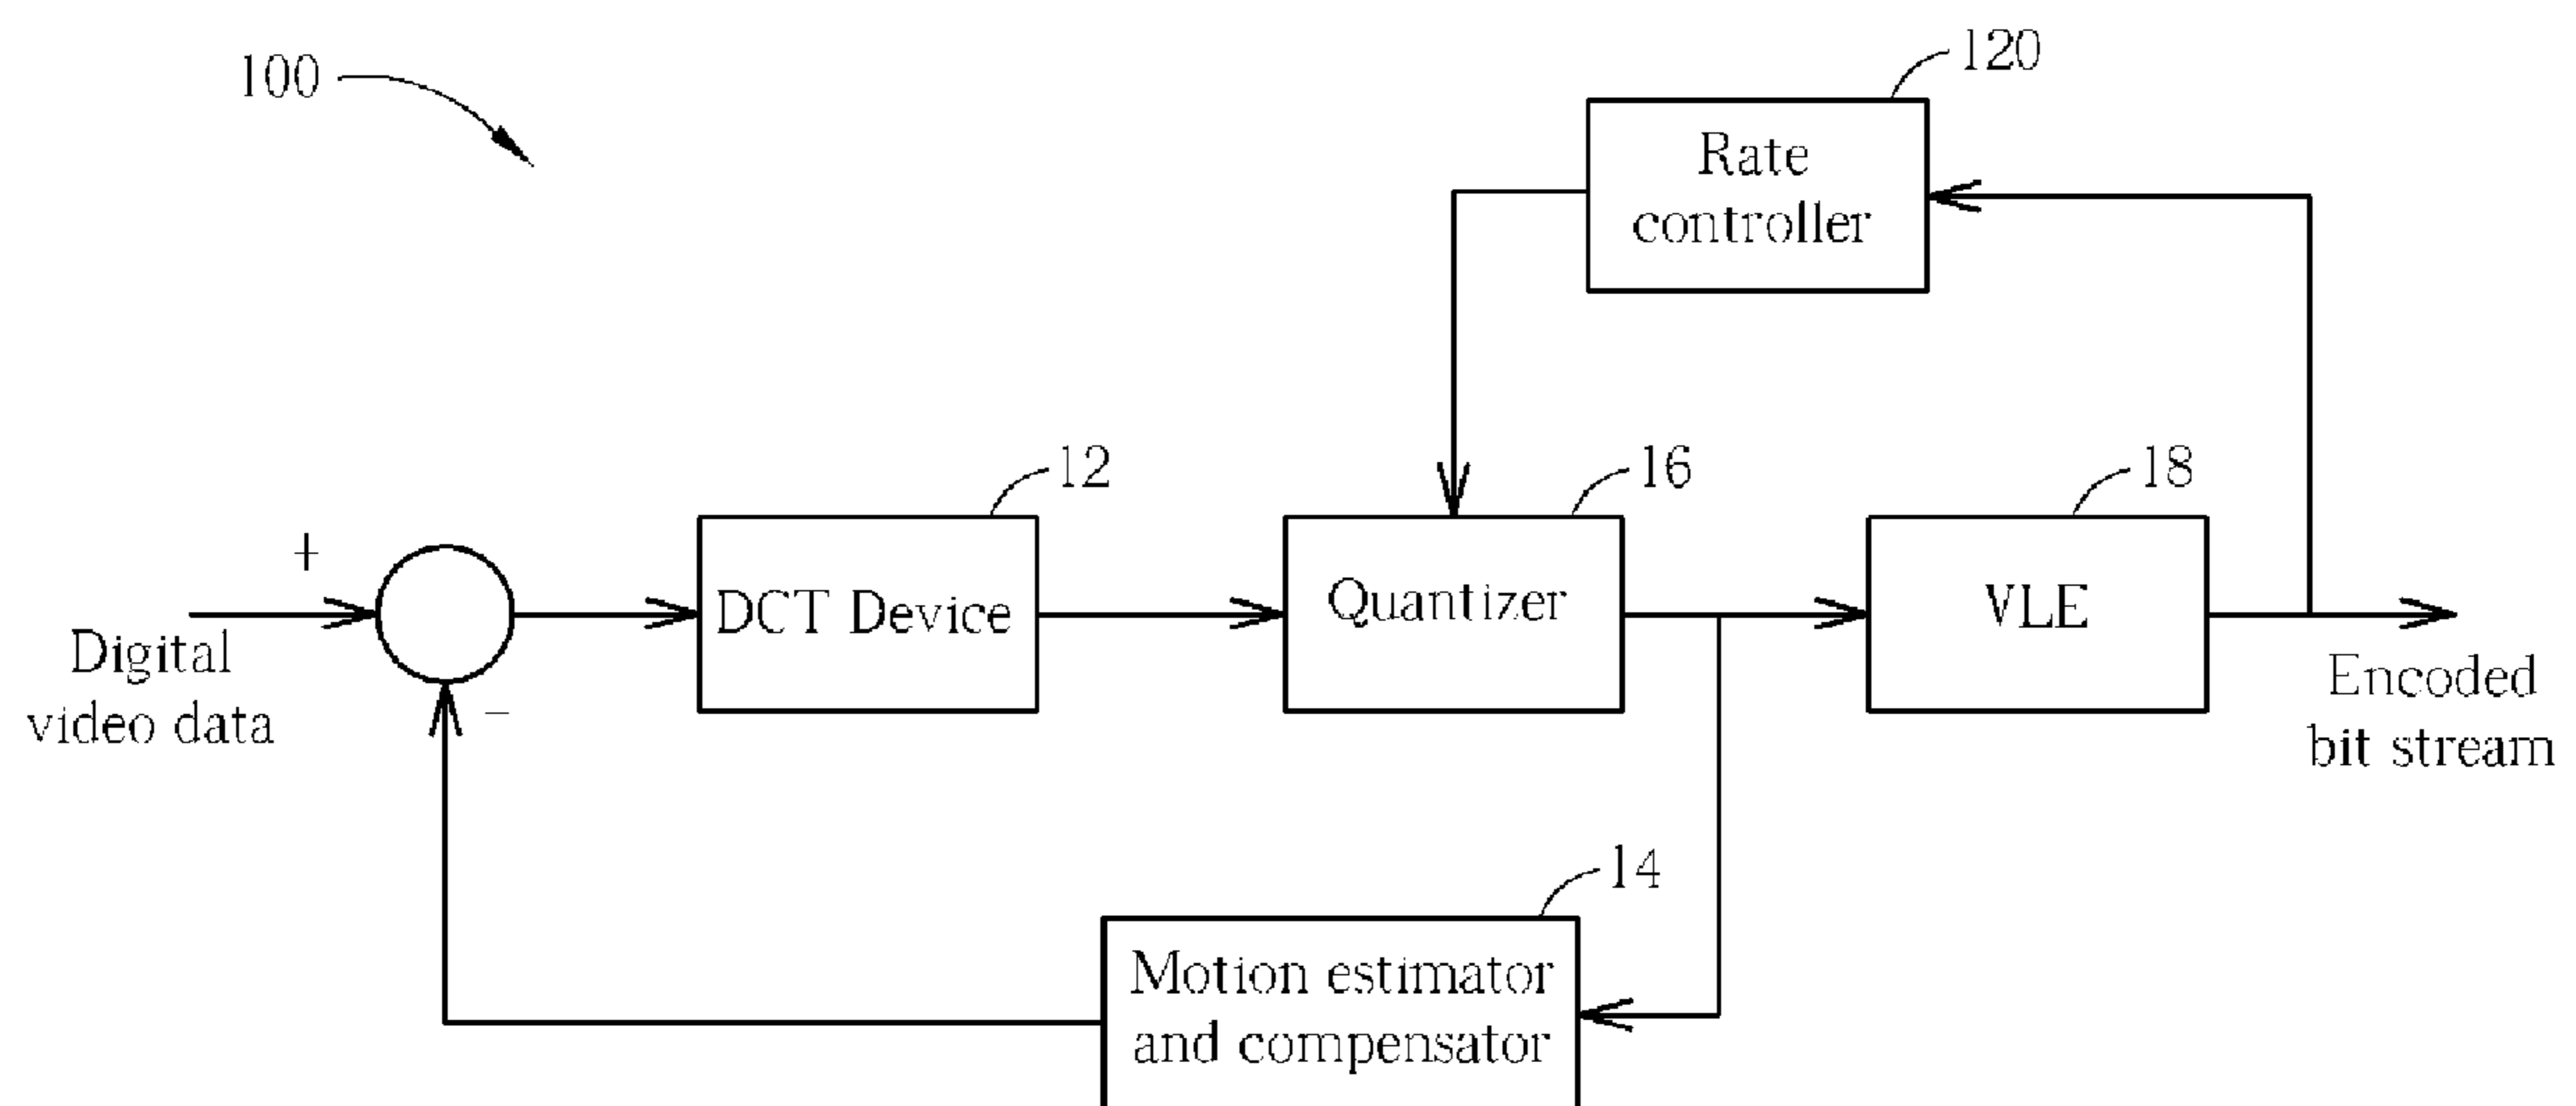 100
120
Rate
controller
12
16
18
+
DCT Device
Quantizer
VLE
Digital
video data
–
Encoded
bit stream
14
Motion estimator
and compensator